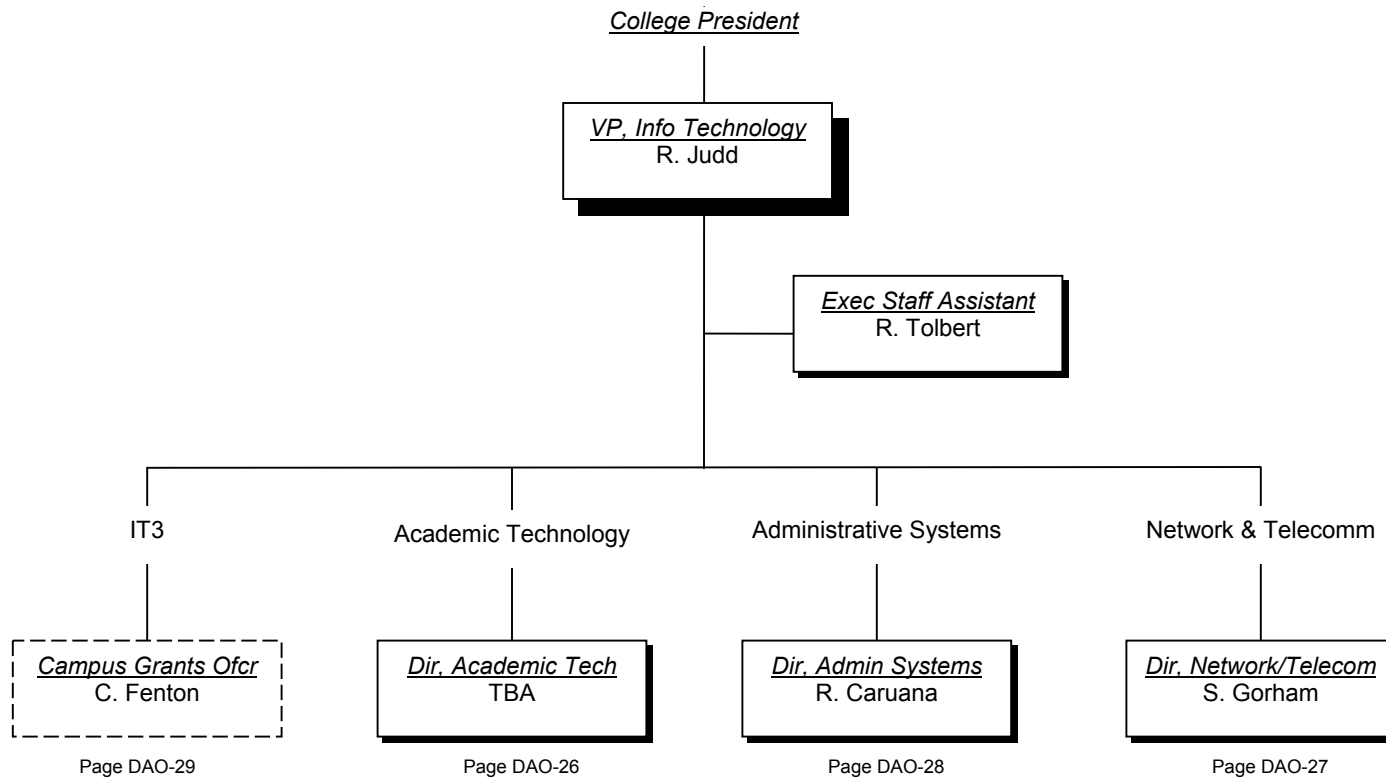 College President
VP, Info Technology
R. Judd
Exec Staff Assistant
R. Tolbert
IT3
Academic Technology
Administrative Systems
Network & Telecomm
Campus Grants Ofcr
C. Fenton
Dir, Academic Tech
TBA
Dir, Admin Systems
R. Caruana
Dir, Network/Telecom
S. Gorham
Page DAO-29
Page DAO-26
Page DAO-28
Page DAO-27